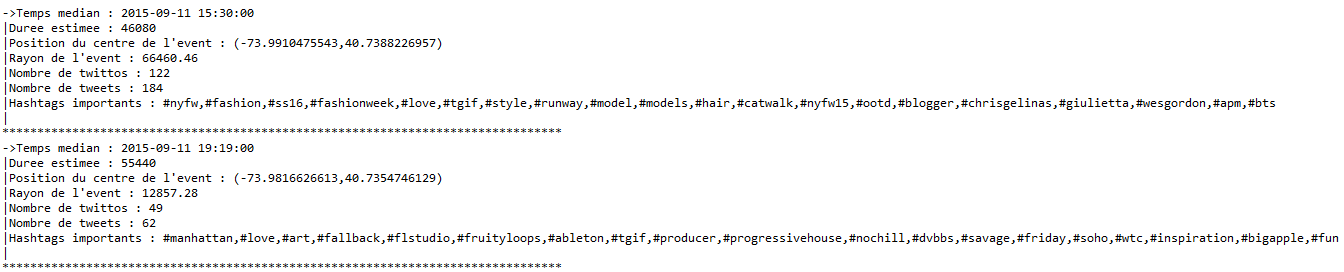 ->Temps median : 2015-09-11 15:30:00
|Duree estimee : 46080
|Position du centre de l'event : (-73.9910475543,40.7388226957)
|Rayon de l'event : 66460.46
|Nombre de twittos : 122
|Nombre de tweets : 184
|Hashtags importants : #nyfw,#fashion,#ss16,#fashionweek,#love,#tgif,#style,#runway,#model,#models,#hair,#catwalk,#nyfw15,#ootd,#blogger,#chrisgelinas,#giulietta,#wesgordon,#apm,#bts
|
********************************************************************************
->Temps median : 2015-09-11 19:19:00
|Duree estimee : 55440
|Position du centre de l'event : (-73.9816626613,40.7354746129)
|Rayon de l'event : 12857.28
|Nombre de twittos : 49
|Nombre de tweets : 62
|Hashtags importants : #manhattan,#love,#art,#fallback,#flstudio,#fruityloops,#ableton,#tgif,#producer,#progressivehouse,#nochill,#dvbbs,#savage,#friday,#soho,#wtc,#inspiration,#bigapple,#fun
|
********************************************************************************